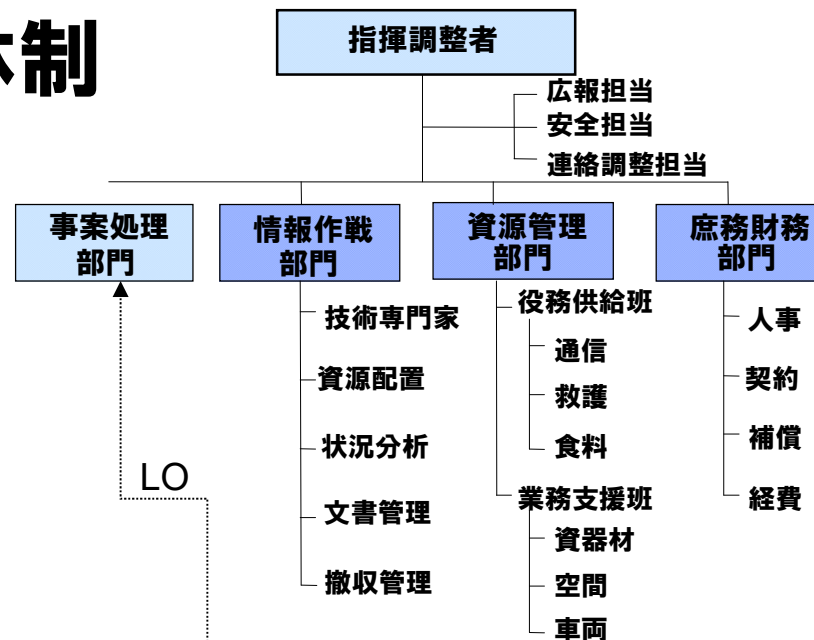 体制
指揮調整者
広報担当
安全担当
連絡調整担当
事案処理
部門
情報作戦
部門
資源管理
部門
庶務財務
部門
技術専門家
資源配置
状況分析
文書管理
撤収管理
役務供給班
通信
救護
食料
業務支援班
資器材
空間
車両
人事
契約
補償
経費
LO